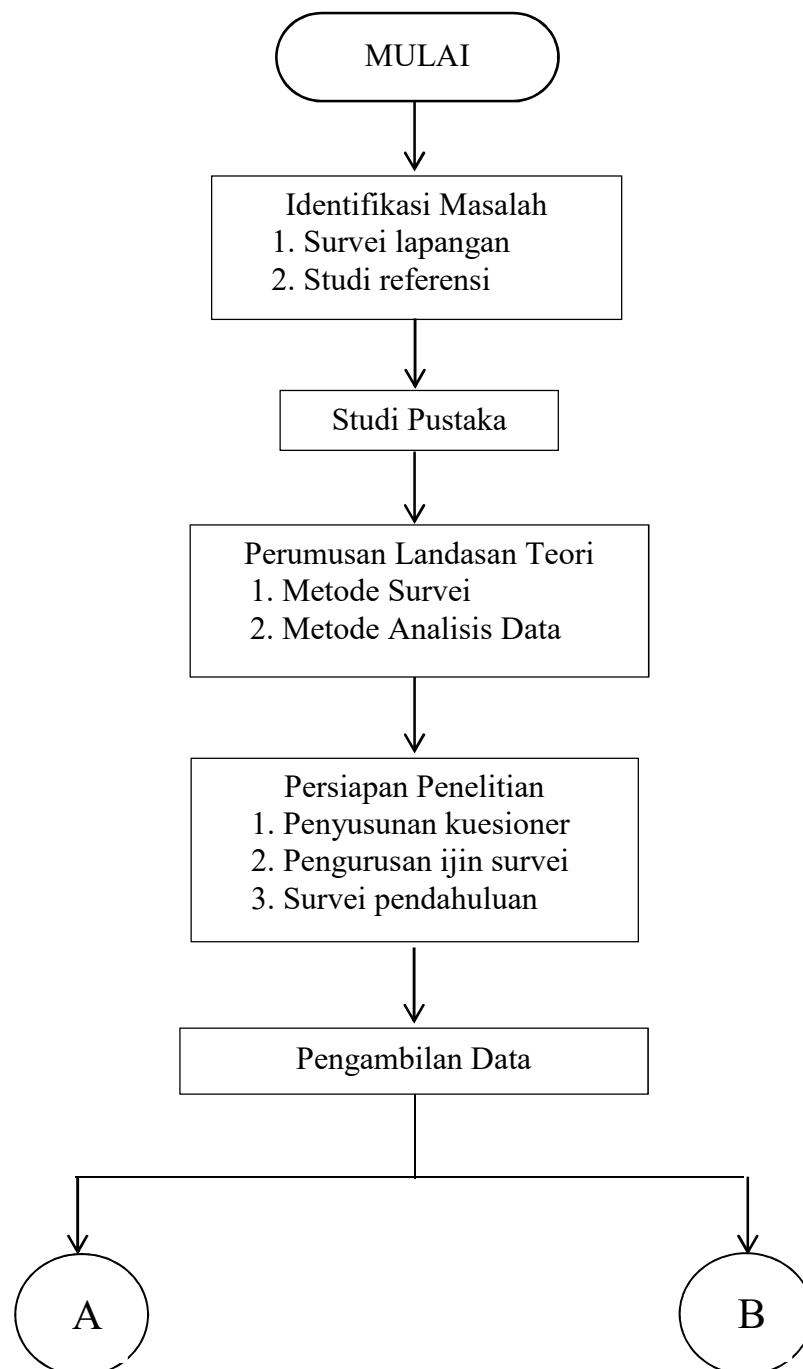 MULAI
Identifikasi Masalah
1. Survei lapangan
2. Studi referensi
Studi Pustaka
Perumusan Landasan Teori
1. Metode Survei
2. Metode Analisis Data
Persiapan Penelitian
1. Penyusunan kuesioner
2. Pengurusan ijin survei
3. Survei pendahuluan
Pengambilan Data
A
B